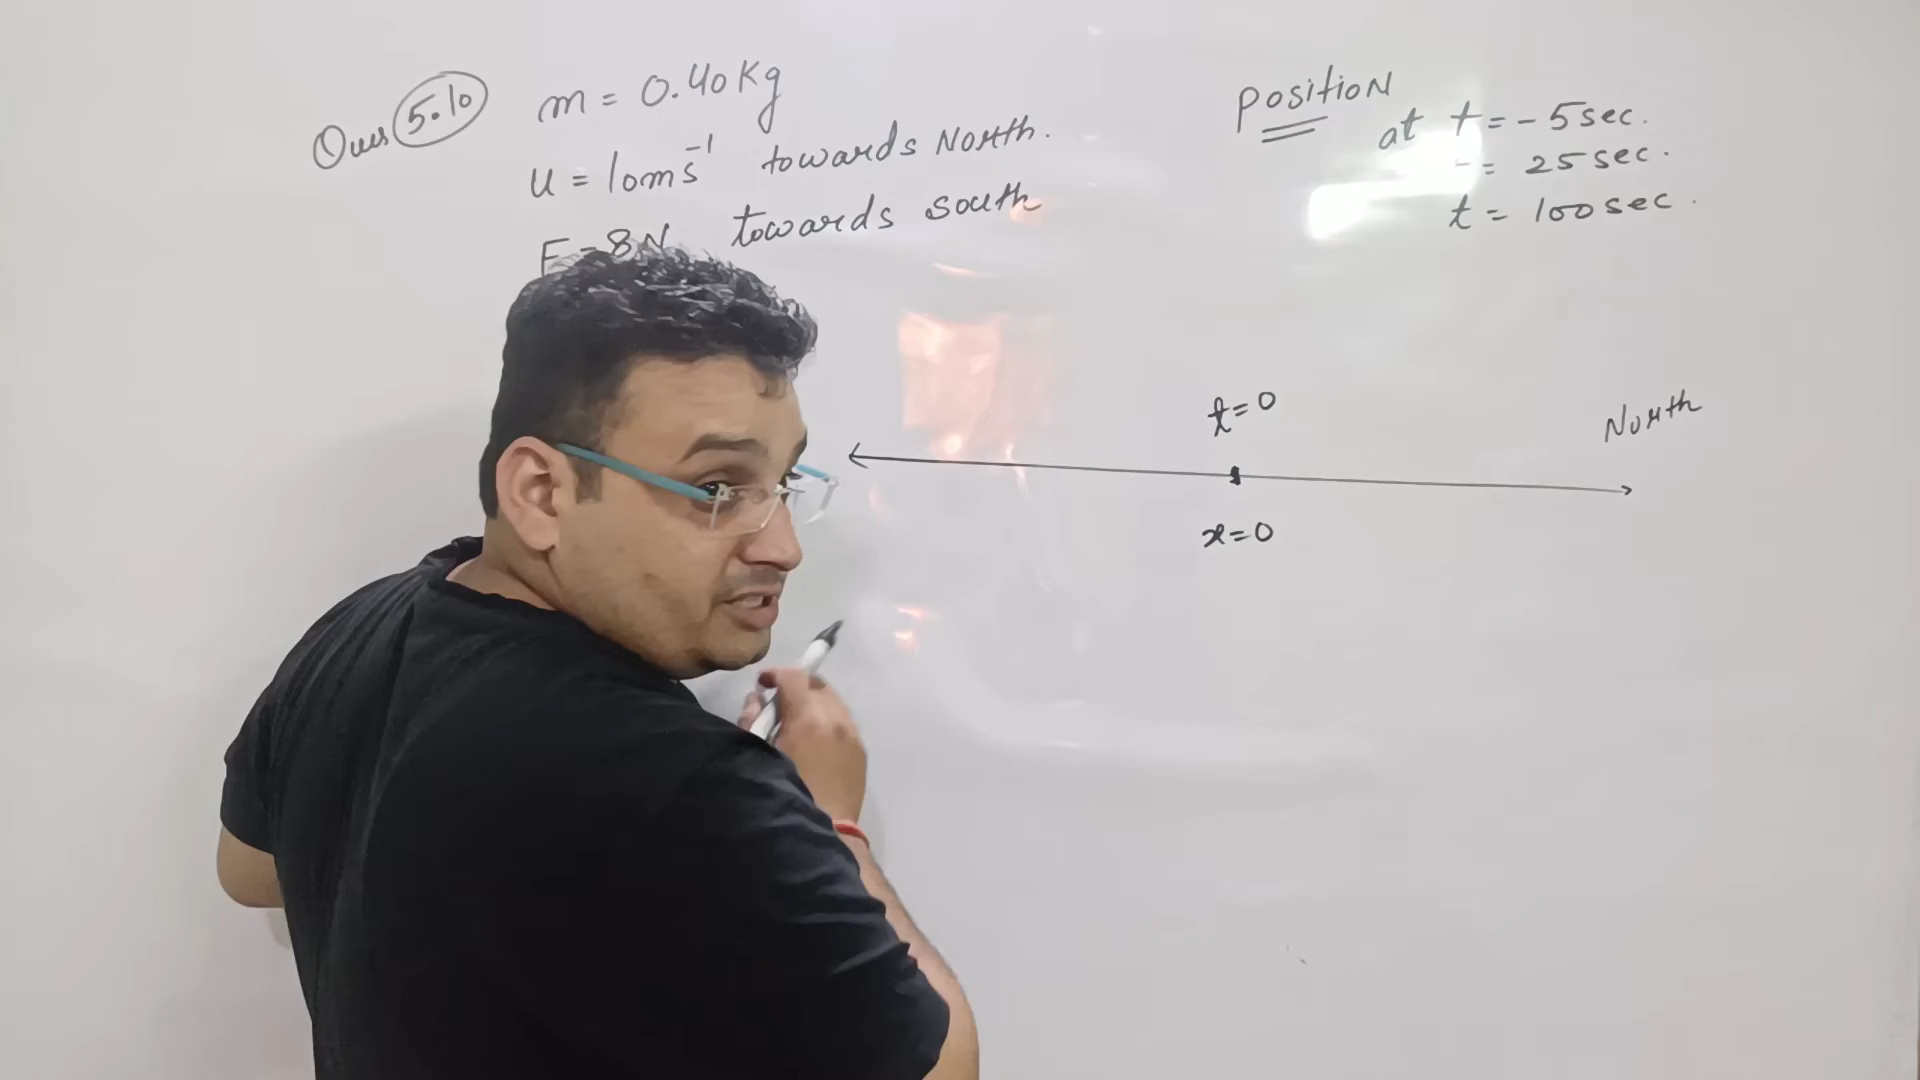 Ques 5.10
m = 0.40 Kg
u = 10 m s⁻¹ towards North.
F = 8N towards south
Position
at t = - 5 sec.
= 25 sec.
t = 100 sec.
t = 0
North
x = 0